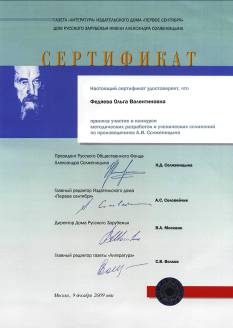 ГАЗЕТА «ЛИТЕРАТУРА» ИЗДАТЕЛЬСКОГО ДОМА «ПЕРВОЕ СЕНТЯБРЯ»
ДОМ РУССКОГО ЗАРУБЕЖЬЯ ИМЕНИ АЛЕКСАНДРА СОЛЖЕНИЦЫНА
СЕРТИФИКАТ
Настоящий сертификат удостоверяет, что
Федяева Ольга Валентиновна
приняла участие в конкурсе
методических разработок и ученических сочинений
по произведениям А.И. Солженицына
Президент Русского Общественного Фонда
Александра Солженицына
Н.Д. Солженицына
Главный редактор Издательского дома
«Первое сентября»
А.С. Соловейчик
Директор Дома Русского Зарубежья
В.А. Москвин
Главный редактор газеты «Литература»
С.В. Волков
Москва, 9 декабря 2009 года